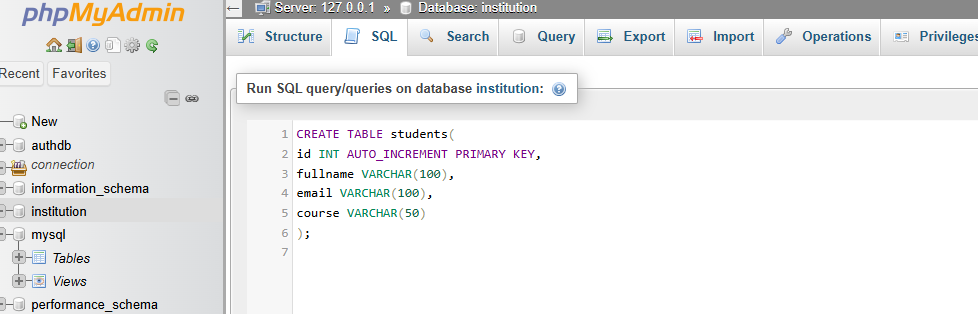 phpMyAdmin
Recent Favorites
New
authdb
connection
information_schema
institution
mysql
Tables
Views
performance_schema
Server: 127.0.0.1 » Database: institution
Structure SQL Search Query Export Import Operations Privileges
Run SQL query/queries on database institution:
1 CREATE TABLE students(
2 id INT AUTO_INCREMENT PRIMARY KEY,
3 fullname VARCHAR(100),
4 email VARCHAR(100),
5 course VARCHAR(50)
6 );
7